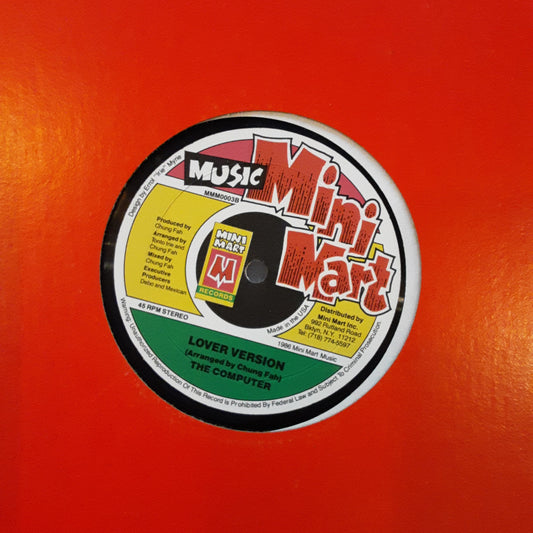 Design by Errol "Irie" Myrie
MUSIC
Mini
Mart
MMM0003B
Produced by
Chung Fah
Arranged by
Tonto Irie and
Chung Fah
Mixed by
Chung Fah
Executive
Producers
Debo and Mexican
MINI
MART
M
RECORDS
45 RPM STEREO
Made in the USA
Distributed by
Mini Mart Inc.
992 Rutland Road
Bklyn, N.Y. 11212
Tel: (718) 774-5597
1986 Mini Mart Music
LOVER VERSION
(Arranged by Chung Fah)
THE COMPUTER
Warning: Unauthorized Reproduction Of This Record is Prohibited By Federal Law and Subject To Criminal Prosecution.